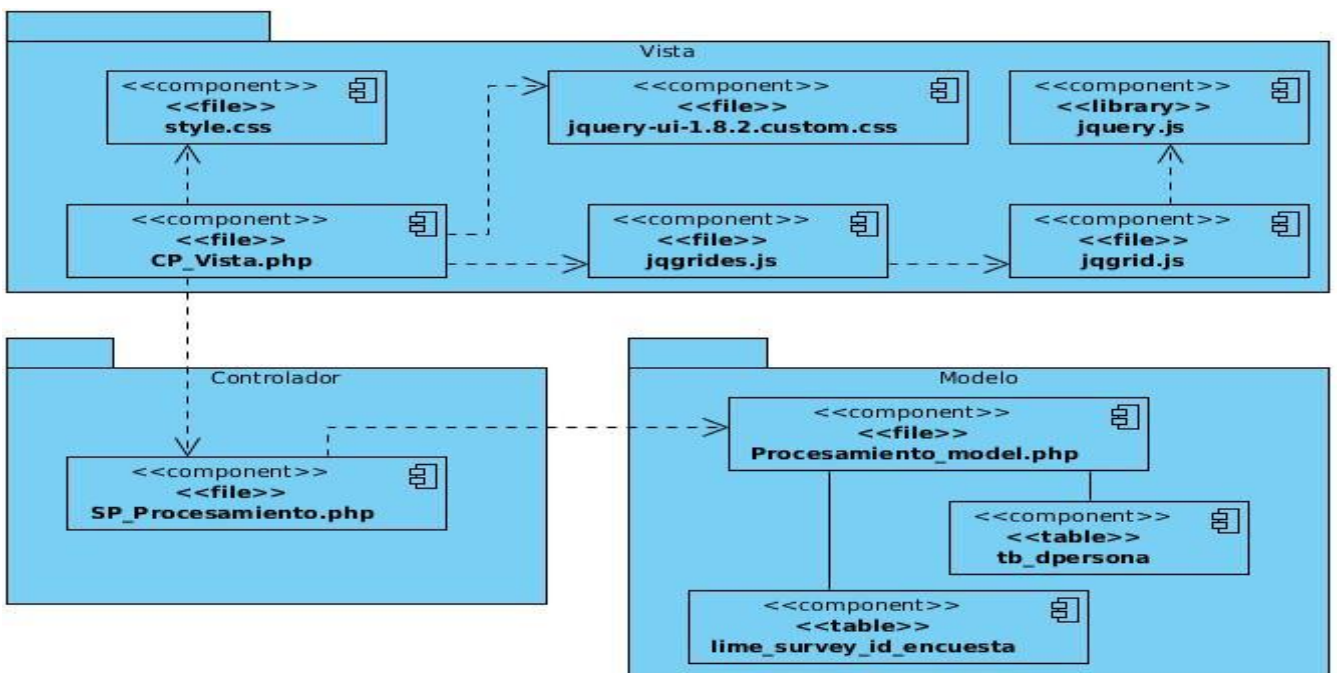 Vista
<<component>>
<<file>>
style.css
<<component>>
<<file>>
jquery-ui-1.8.2.custom.css
<<component>>
<<library>>
jquery.js
<<component>>
<<file>>
CP_Vista.php
<<component>>
<<file>>
jqgrides.js
<<component>>
<<file>>
jqgrid.js
Controlador
<<component>>
<<file>>
SP_Procesamiento.php
Modelo
<<component>>
<<file>>
Procesamiento_model.php
<<component>>
<<table>>
tb_dpersona
<<component>>
<<table>>
lime_survey_id_encuesta